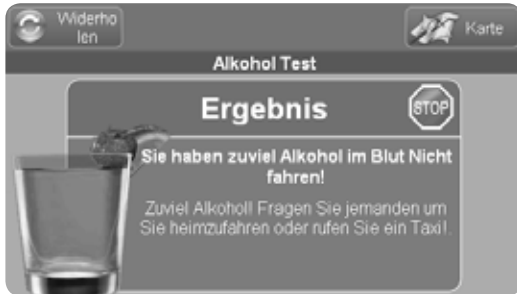 Widerho
len
Karte
Alkohol Test
Ergebnis
STOP
Sie haben zuviel Alkohol im Blut Nicht
fahren!
Zuviel Alkohol! Fragen Sie jemanden um
Sie heimzufahren oder rufen Sie ein Taxi!.